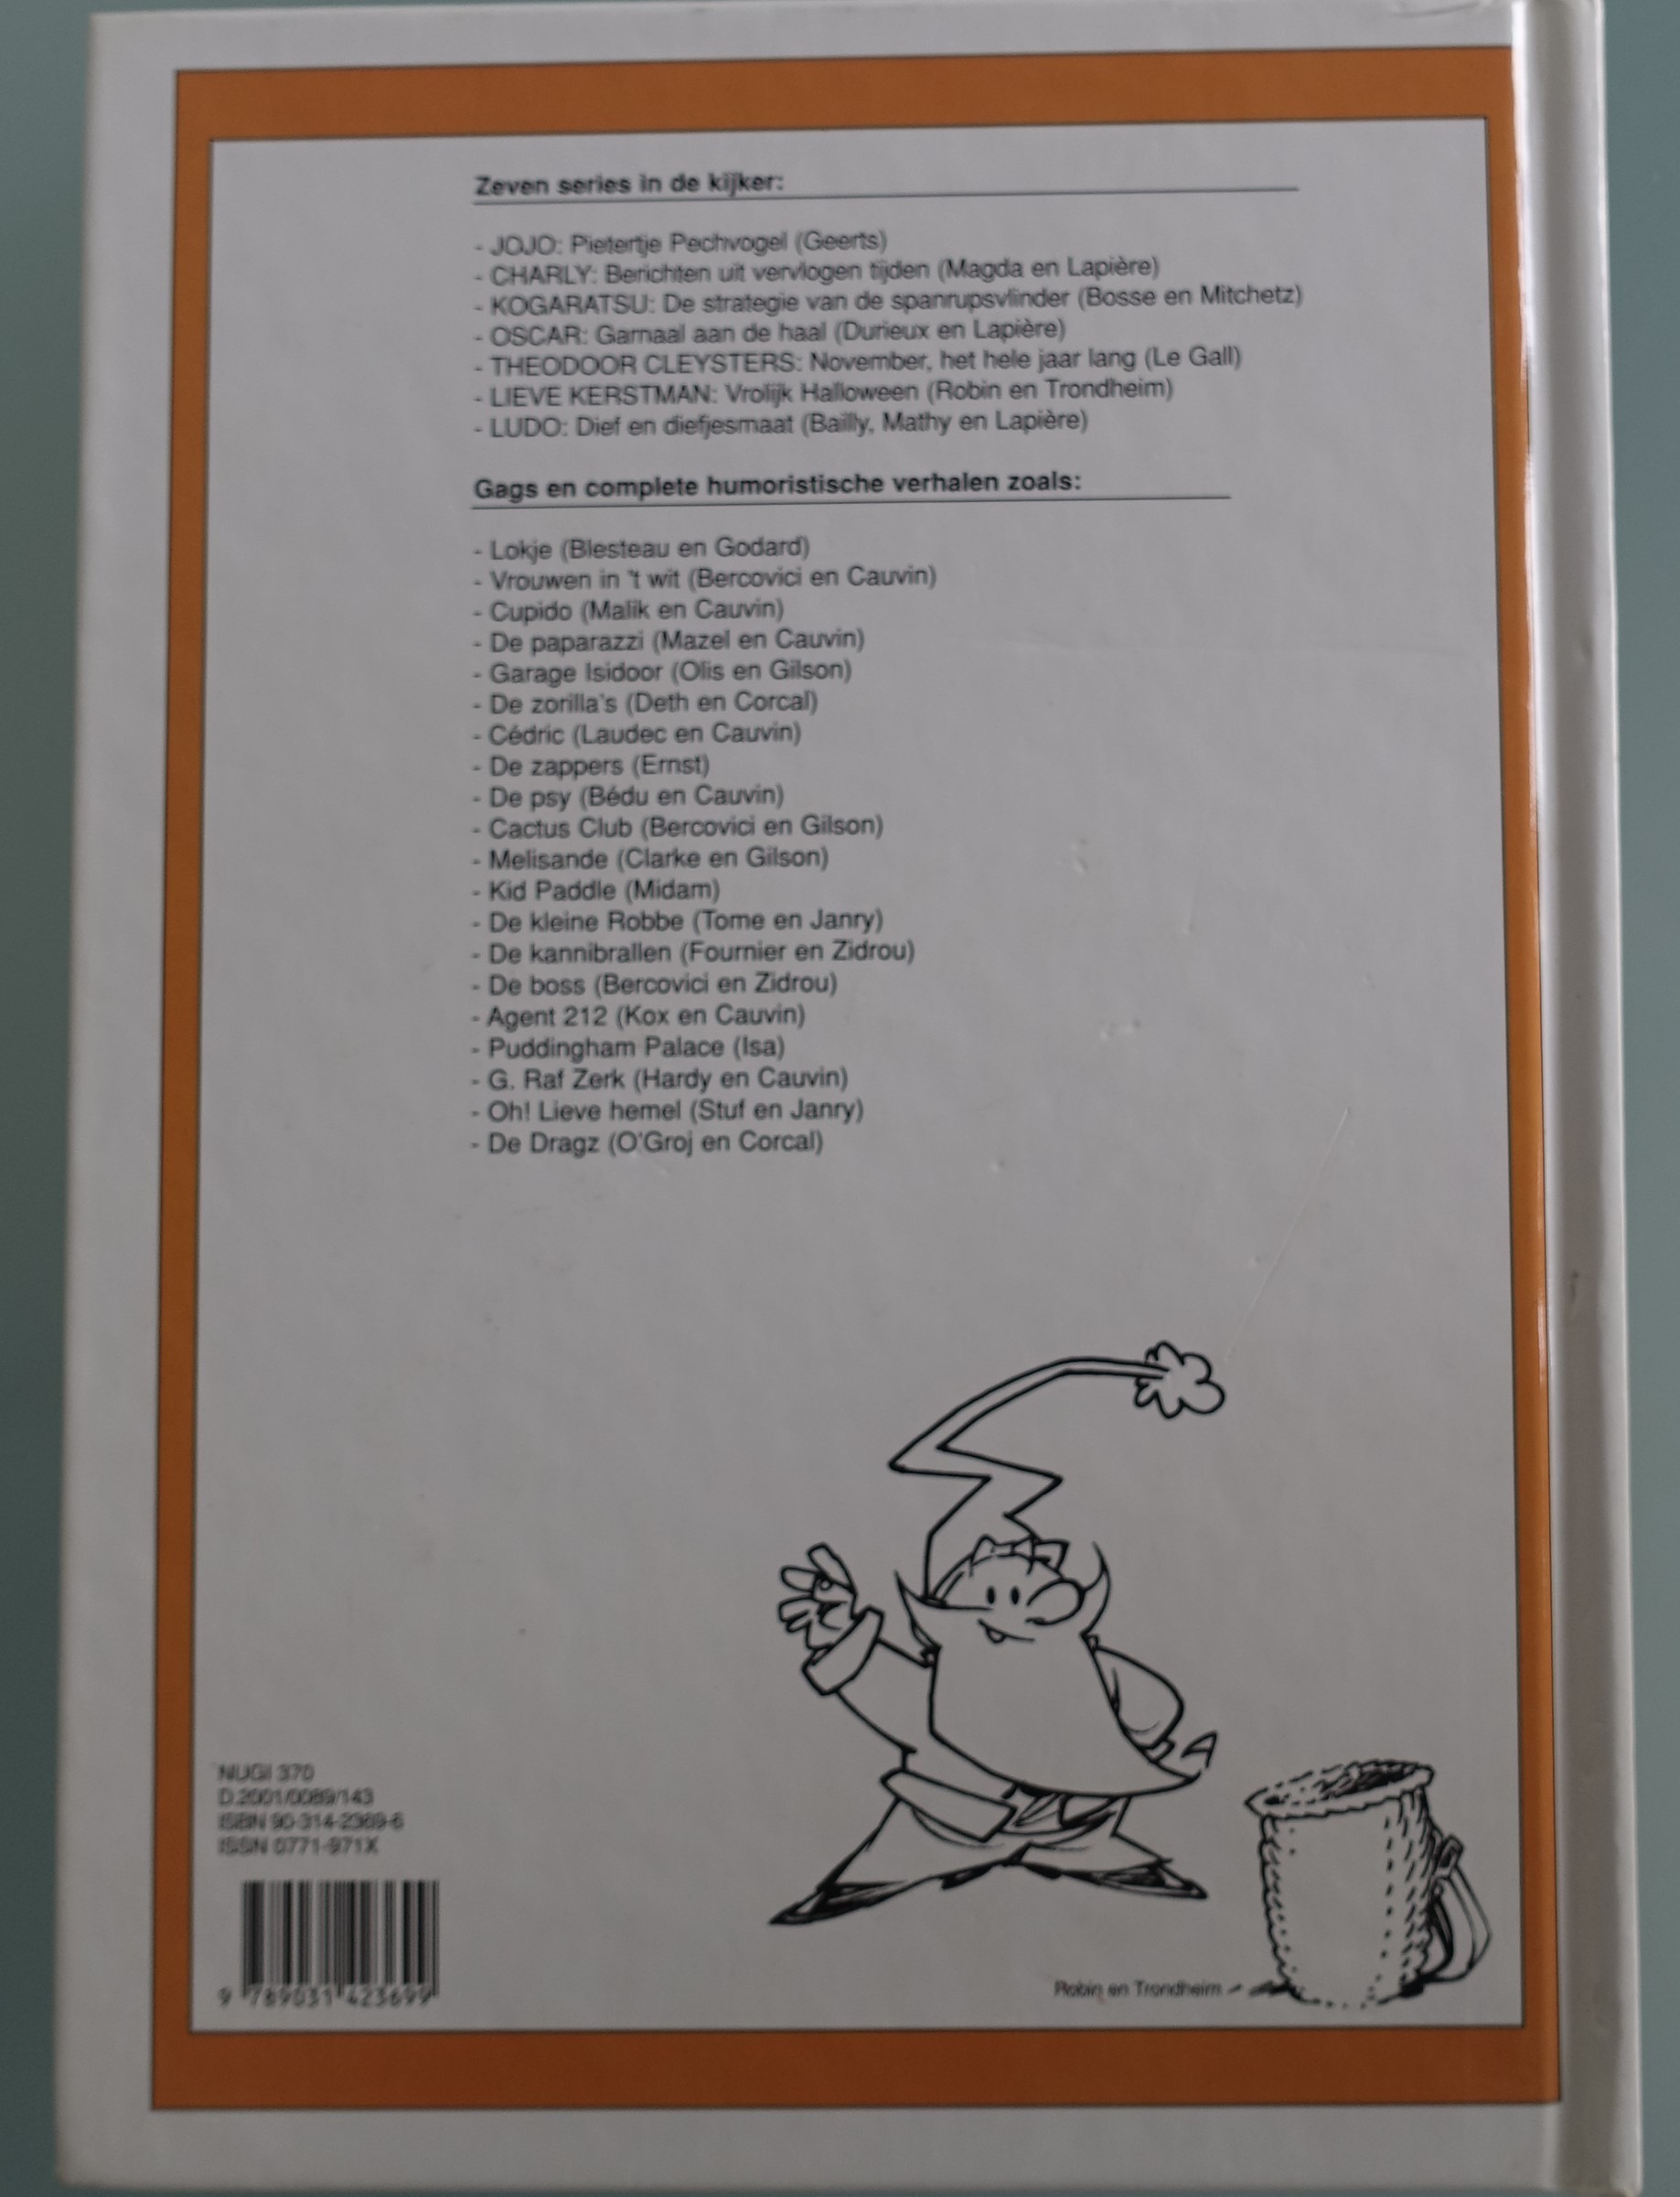 Zeven series in de kijker:
- JOJO: Pietertje Pechvogel (Geerts)
- CHARLY: Berichten uit vervlogen tijden (Magda en Lapière)
- KOGARATSU: De strategie van de spanrupsvlinder (Bosse en Mitchetz)
- OSCAR: Garnaal aan de haal (Durieux en Lapière)
- THEODOOR CLEYSTERS: November, het hele jaar lang (Le Gall)
- LIEVE KERSTMAN: Vrolijk Halloween (Robin en Trondheim)
- LUDO: Dief en diefjesmaat (Bailly, Mathy en Lapière)
Gags en complete humoristische verhalen zoals:
- Lokje (Blesteau en Godard)
- Vrouwen in 't wit (Bercovici en Cauvin)
- Cupido (Malik en Cauvin)
- De paparazzi (Mazel en Cauvin)
- Garage Isidoor (Olis en Gilson)
- De zorilla's (Deth en Corcal)
- Cédric (Laudec en Cauvin)
- De zappers (Ernst)
- De psy (Bédu en Cauvin)
- Cactus Club (Bercovici en Gilson)
- Melisande (Clarke en Gilson)
- Kid Paddle (Midam)
- De kleine Robbe (Tome en Janry)
- De kannibrallen (Fournier en Zidrou)
- De boss (Bercovici en Zidrou)
- Agent 212 (Kox en Cauvin)
- Puddingham Palace (Isa)
- G. Raf Zerk (Hardy en Cauvin)
- Oh! Lieve hemel (Stuf en Janry)
- De Dragz (O'Groj en Corcal)
NUGI 370
D.2001/0089/143
ISBN 90-314-2369-6
ISSN 0771-971X
9 789031 423699
Robin en Trondheim